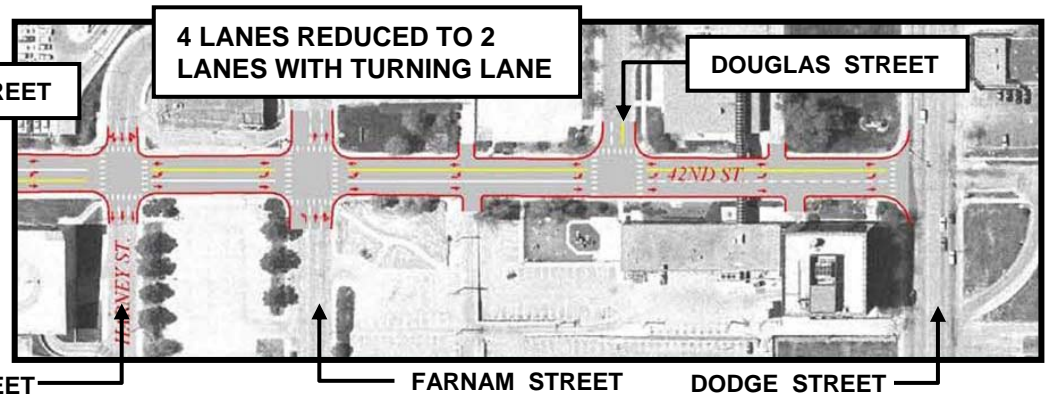 4 LANES REDUCED TO 2
LANES WITH TURNING LANE
REET
DOUGLAS STREET
42ND ST.
HARNEY ST.
EET
FARNAM STREET
DODGE STREET